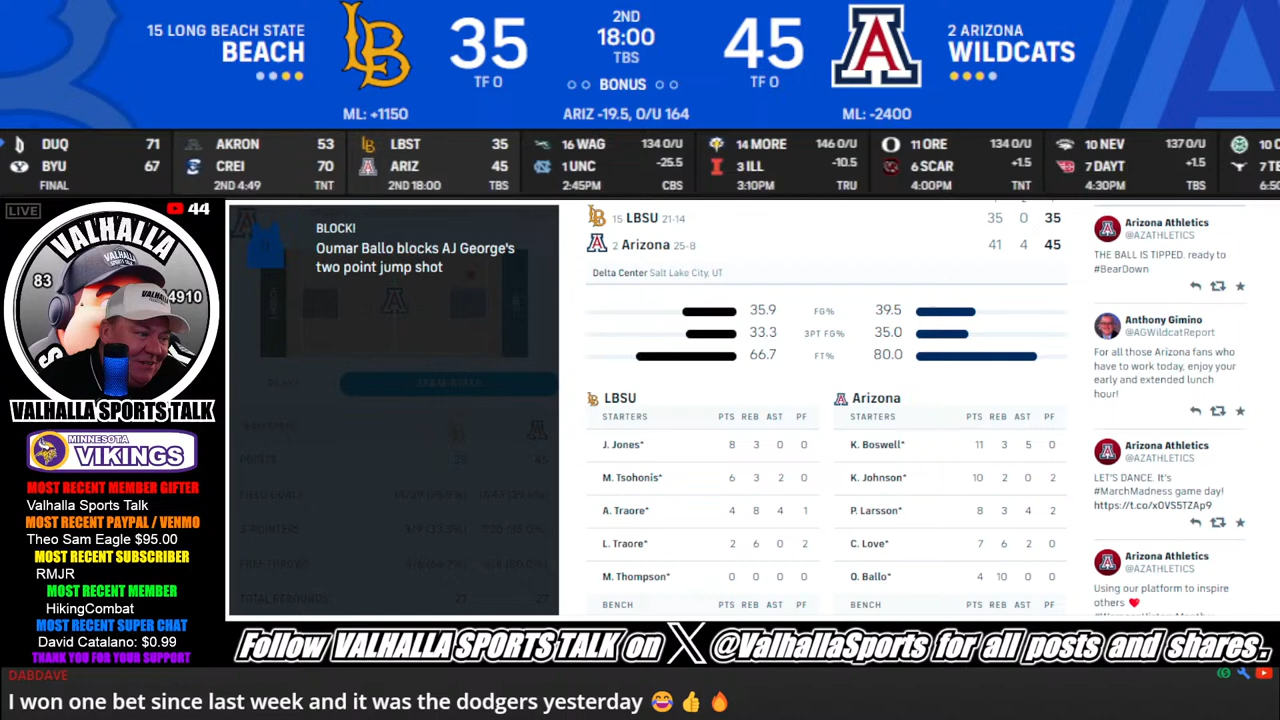 15 LONG BEACH STATE
BEACH
LB
35
TF 0
2ND
18:00
TBS
BONUS
45
TF 0
A
2 ARIZONA
WILDCATS
ML: +1150
ARIZ -19.5, O/U 164
ML: -2400
DUQ 71
BYU 67
FINAL
AKRON 53
CREI 70
2ND 4:49 TNT
LBST 35
ARIZ 45
2ND 18:00 TBS
16 WAG 134 O/U
1 UNC -25.5
2:45PM CBS
14 MORE 146 O/U
3 ILL -10.5
3:10PM TRU
11 ORE 134 O/U
6 SCAR +1.5
4:00PM TNT
10 NEV 137 O/U
7 DAYT +1.5
4:30PM TBS
10 C
7 TE
6:50
LIVE
44
VALHALLA
83
4910
VALHALLA SPORTS TALK
MINNESOTA
VIKINGS
MOST RECENT MEMBER GIFTER
Valhalla Sports Talk
MOST RECENT PAYPAL / VENMO
Theo Sam Eagle $95.00
MOST RECENT SUBSCRIBER
RMJR
MOST RECENT MEMBER
HikingCombat
MOST RECENT SUPER CHAT
David Catalano: $0.99
THANK YOU FOR YOUR SUPPORT
BLOCK!
Oumar Ballo blocks AJ George's
two point jump shot
15 LBSU 21-14 35 0 35
2 Arizona 25-8 41 4 45
Delta Center Salt Lake City, UT
35.9 FG% 39.5
33.3 3PT FG% 35.0
66.7 FT% 80.0
LBSU
STARTERS PTS REB AST PF
J. Jones* 8 3 0 0
M. Tsohonis* 6 3 2 0
A. Traore* 4 8 4 1
L. Traore* 2 6 0 2
M. Thompson* 0 0 0 0
BENCH PTS REB AST PF
Arizona
STARTERS PTS REB AST PF
K. Boswell* 11 3 5 0
K. Johnson* 10 2 0 2
P. Larsson* 8 3 4 2
C. Love* 7 6 2 0
O. Ballo* 4 10 0 0
BENCH PTS REB AST PF
Arizona Athletics
@AZATHLETICS
THE BALL IS TIPPED. ready to
#BearDown
Anthony Gimino
@AGWildcatReport
For all those Arizona fans who
have to work today, enjoy your
early and extended lunch
hour!
Arizona Athletics
@AZATHLETICS
LET'S DANCE. It's
#MarchMadness game day!
https://t.co/xOVS5TZAp9
Arizona Athletics
@AZATHLETICS
Using our platform to inspire
others ❤️
Follow VALHALLA SPORTS TALK on X @ValhallaSports for all posts and shares.
DABDAVE
I won one bet since last week and it was the dodgers yesterday 😂 👍 🔥